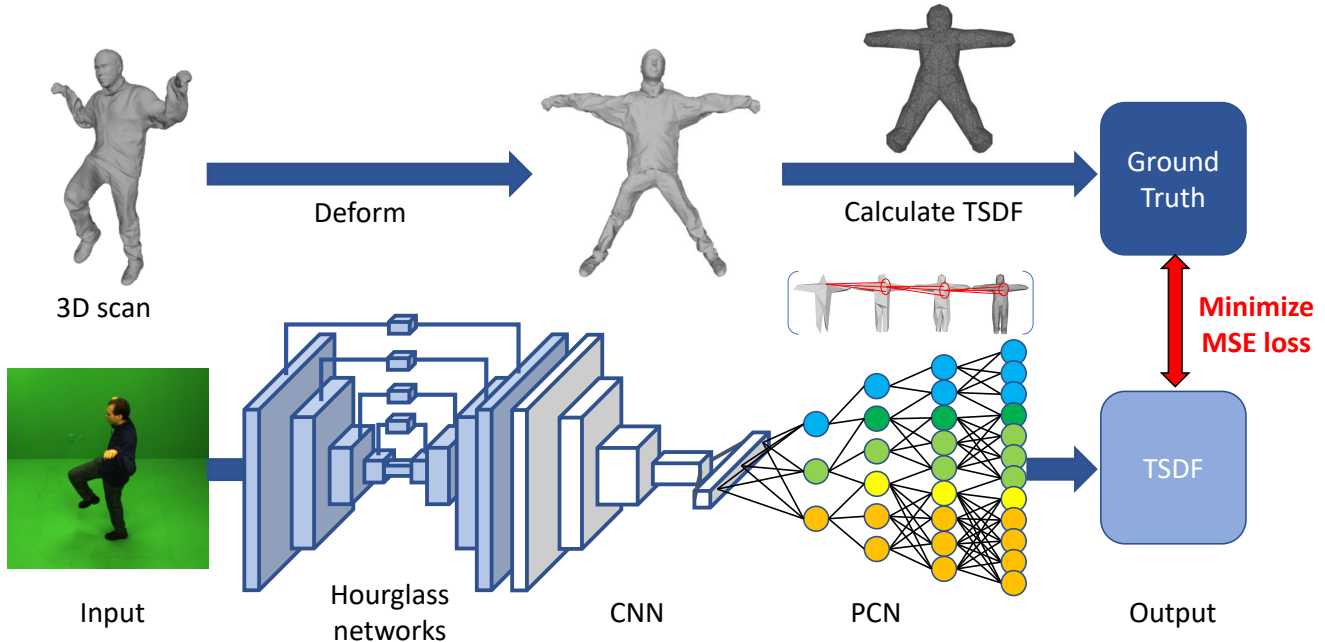 Deform
Calculate TSDF
Ground
Truth
3D scan
Minimize
MSE loss
TSDF
Input
Hourglass
networks
CNN
PCN
Output